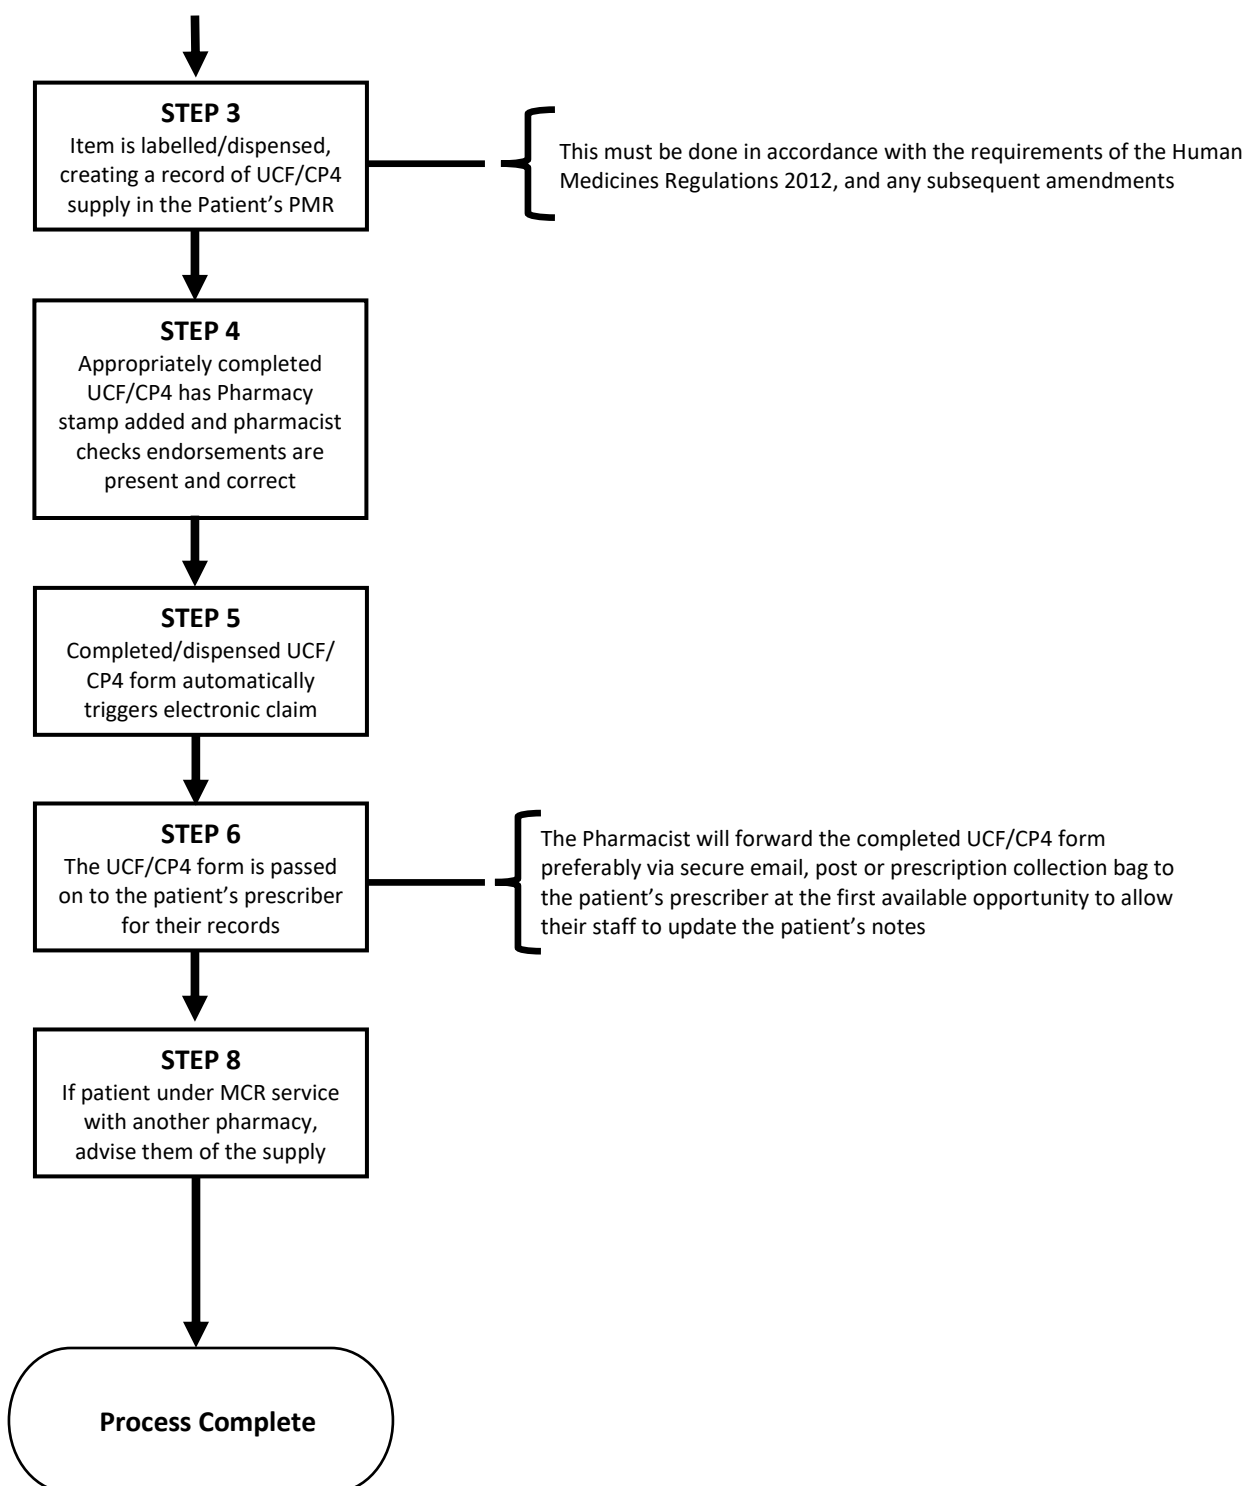 STEP 3
Item is labelled/dispensed,
creating a record of UCF/CP4
supply in the Patient’s PMR
This must be done in accordance with the requirements of the Human
Medicines Regulations 2012, and any subsequent amendments
STEP 4
Appropriately completed
UCF/CP4 has Pharmacy
stamp added and pharmacist
checks endorsements are
present and correct
STEP 5
Completed/dispensed UCF/
CP4 form automatically
triggers electronic claim
STEP 6
The UCF/CP4 form is passed
on to the patient’s prescriber
for their records
The Pharmacist will forward the completed UCF/CP4 form
preferably via secure email, post or prescription collection bag to
the patient’s prescriber at the first available opportunity to allow
their staff to update the patient’s notes
STEP 8
If patient under MCR service
with another pharmacy,
advise them of the supply
Process Complete